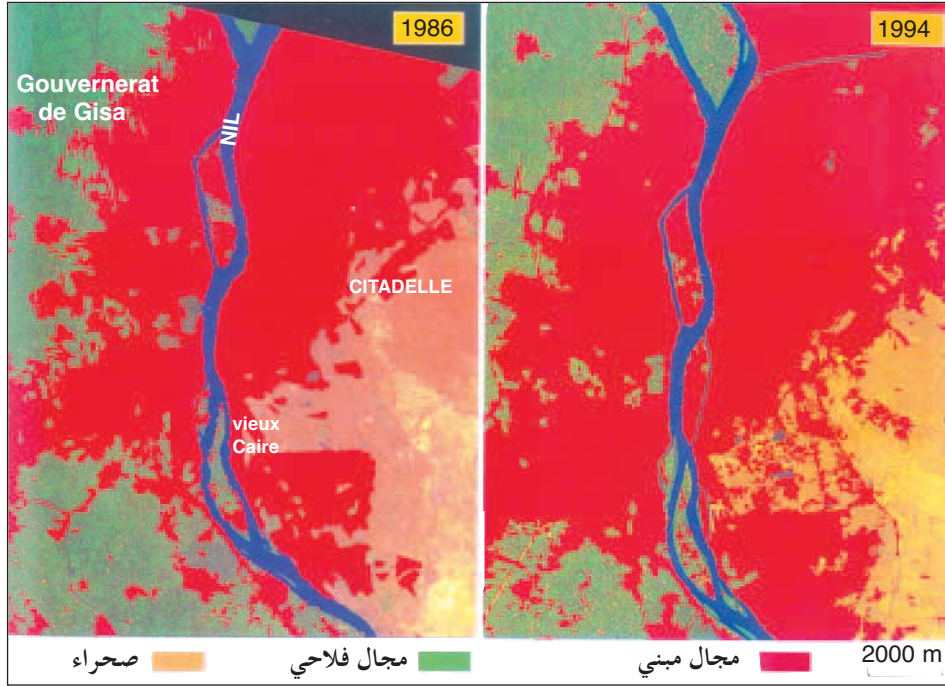 1986
1994
Gouvernerat
de Gisa
NIL
CITADELLE
vieux
Caire
صحراء
مجال فلاحي
مجال مبني
2000 m